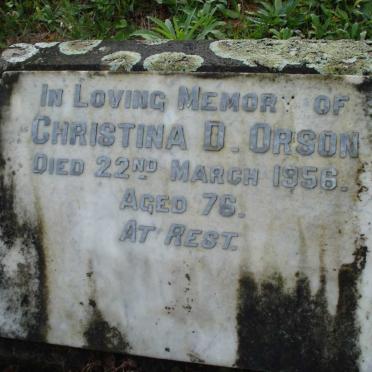 In Loving Memory of
Christina D. Orson
Died 22ND March 1956.
Aged 76.
At Rest.